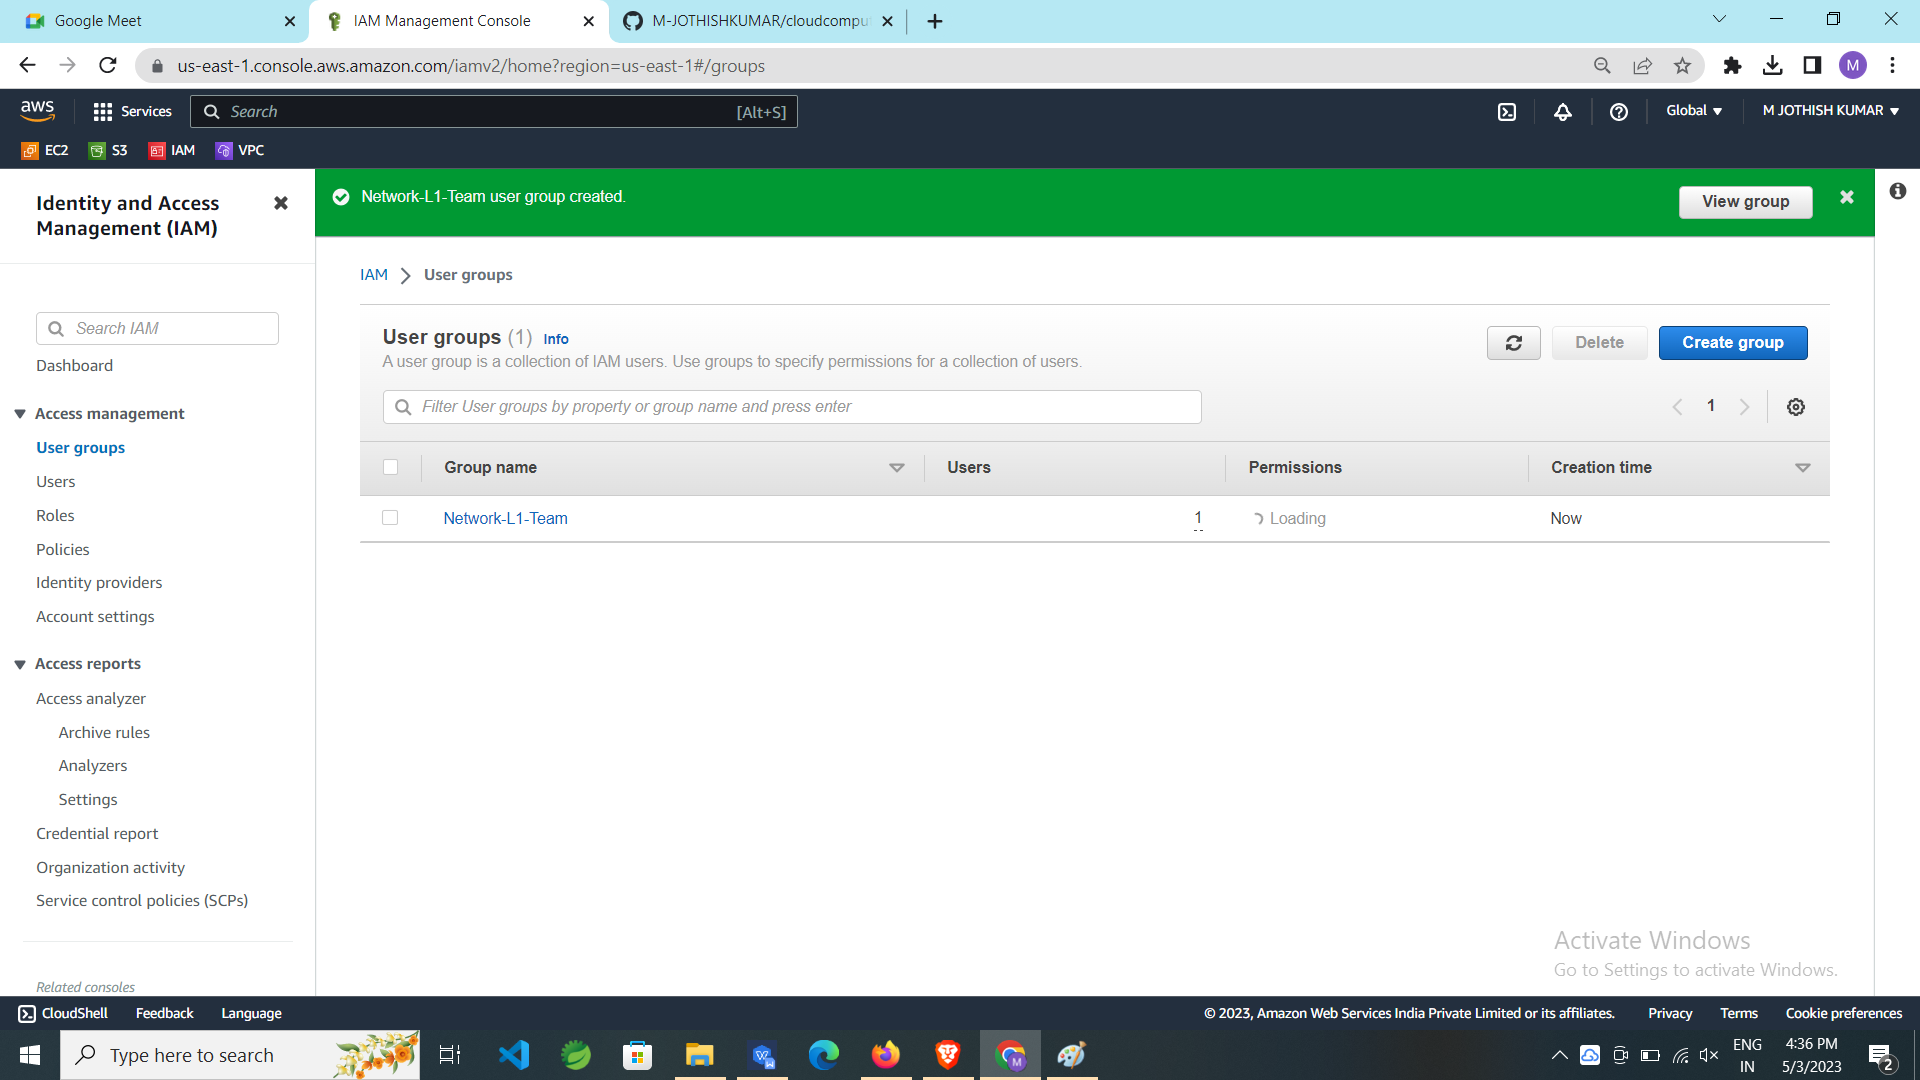 Google Meet
IAM Management Console
M-JOTHISHKUMAR/cloudcompu
us-east-1.console.aws.amazon.com/iamv2/home?region=us-east-1#/groups
M
aws
Services
Search
[Alt+S]
Global
M JOTHISH KUMAR
EC2
S3
IAM
VPC
Identity and Access
Management (IAM)
Search IAM
Dashboard
Access management
User groups
Users
Roles
Policies
Identity providers
Account settings
Access reports
Access analyzer
Archive rules
Analyzers
Settings
Credential report
Organization activity
Service control policies (SCPs)
Related consoles
Network-L1-Team user group created.
View group
IAM
User groups
User groups (1) Info
A user group is a collection of IAM users. Use groups to specify permissions for a collection of users.
Delete
Create group
Filter User groups by property or group name and press enter
1
Group name
Users
Permissions
Creation time
Network-L1-Team
1
Loading
Now
Activate Windows
Go to Settings to activate Windows.
CloudShell
Feedback
Language
© 2023, Amazon Web Services India Private Limited or its affiliates.
Privacy
Terms
Cookie preferences
Type here to search
M
ENG
IN
4:36 PM
5/3/2023
2